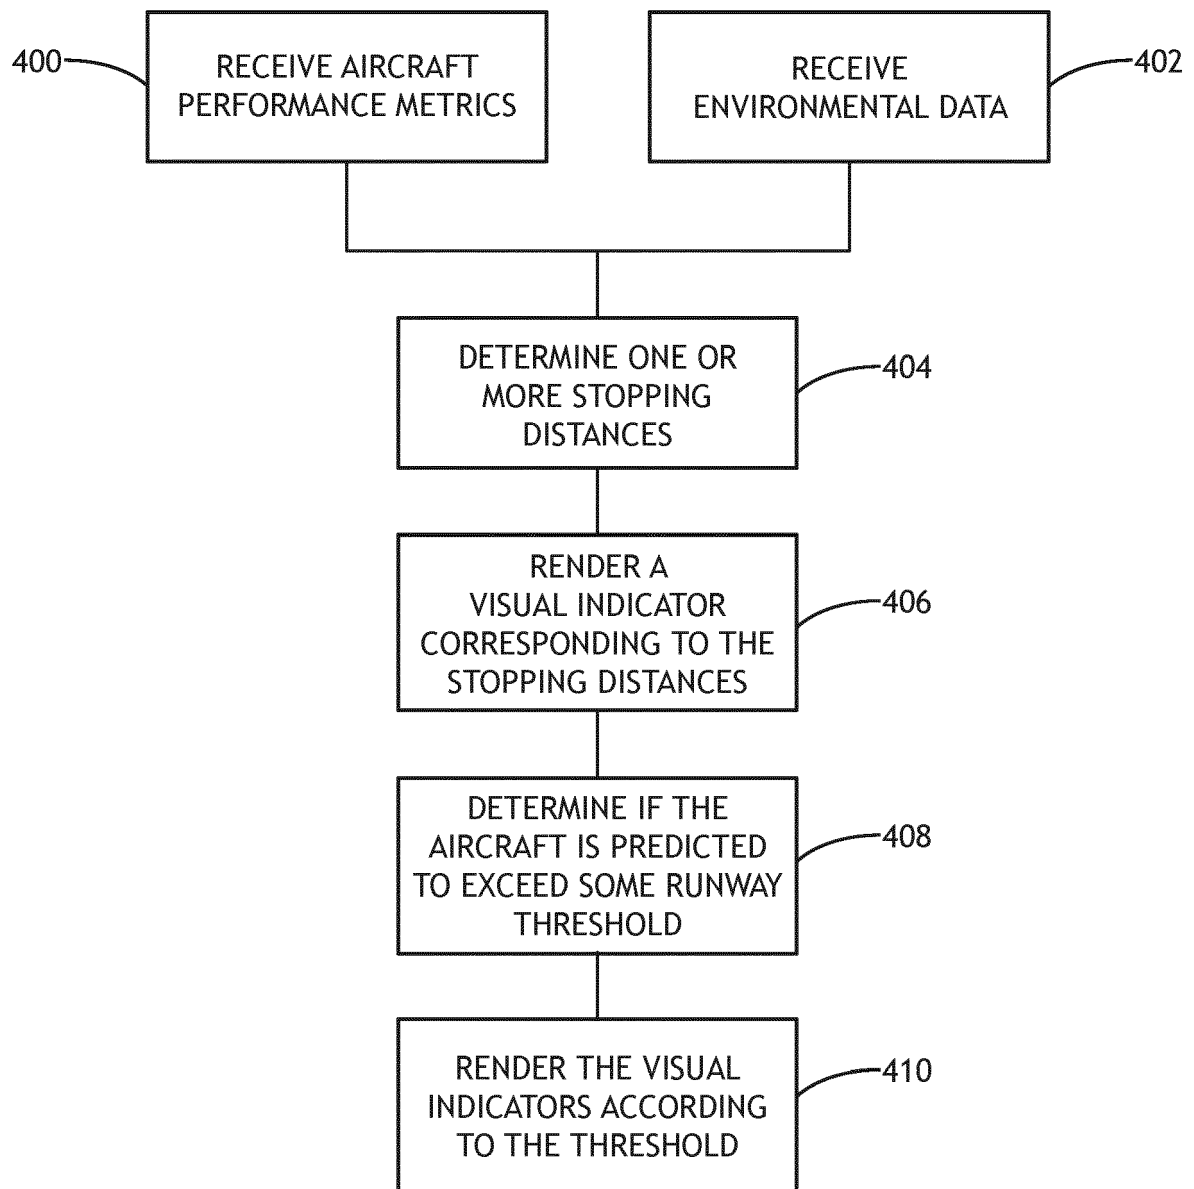 400
RECEIVE AIRCRAFT
PERFORMANCE METRICS
RECEIVE
ENVIRONMENTAL DATA
402
DETERMINE ONE OR
MORE STOPPING
DISTANCES
404
RENDER A
VISUAL INDICATOR
CORRESPONDING TO THE
STOPPING DISTANCES
406
DETERMINE IF THE
AIRCRAFT IS PREDICTED
TO EXCEED SOME RUNWAY
THRESHOLD
408
RENDER THE VISUAL
INDICATORS ACCORDING
TO THE THRESHOLD
410